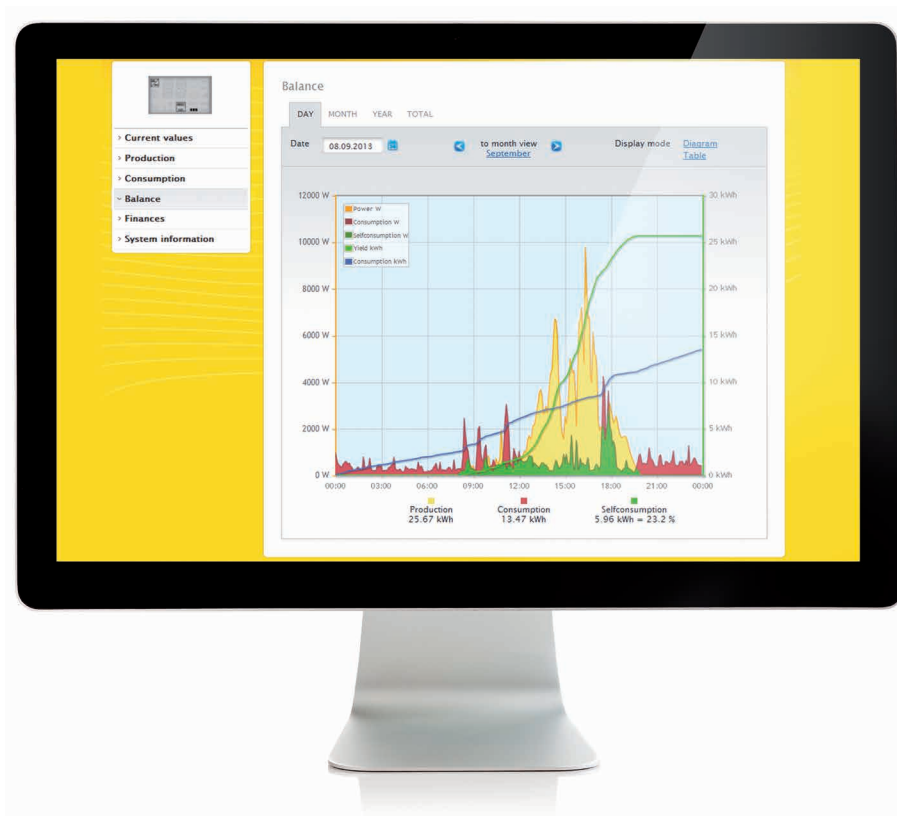 Balance
DAY MONTH YEAR TOTAL
Date 08.09.2013 to month view Display mode Diagram
September Table
Current values
Production
Consumption
Balance
Finances
System information
12000 W 30 kWh
Power W
Consumption W
Selfconsumption W
Yield kWh
Consumption kWh
10000 W 25 kWh
8000 W 20 kWh
6000 W 15 kWh
4000 W 10 kWh
2000 W 5 kWh
0 W 0 kWh
00:00 03:00 06:00 09:00 12:00 15:00 18:00 21:00 00:00
Production Consumption Selfconsumption
25.67 kWh 13.47 kWh 5.96 kWh = 23.2 %